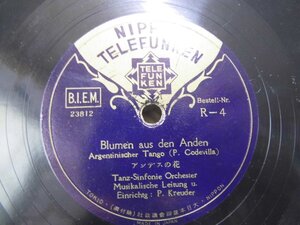 NIPPON
TELEFUNKEN
TELE
FUN
KEN
B.I.E.M.
23812
Bestell-Nr.
R-4
Blumen aus den Anden
Argentinischer Tango (P. Codevilla)
アンデスの花
Tanz-Sinfonie Orchester
Musikalische Leitung u.
Einrichtg: P. Kreuder